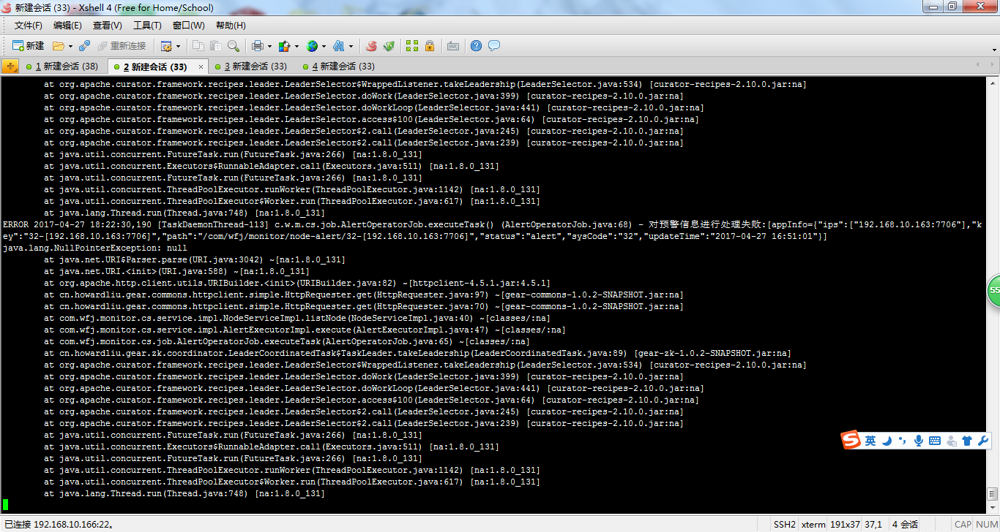 新建会话 (33) - Xshell 4 (Free for Home/School)
文件(F) 编辑(E) 查看(V) 工具(T) 窗口(W) 帮助(H)
新建 重新连接
1 新建会话 (38) 2 新建会话 (33) × 3 新建会话 (33) 4 新建会话 (33)
at org.apache.curator.framework.recipes.leader.LeaderSelector$WrappedListener.takeLeadership(LeaderSelector.java:534) [curator-recipes-2.10.0.jar:na]
at org.apache.curator.framework.recipes.leader.LeaderSelector.doWork(LeaderSelector.java:399) [curator-recipes-2.10.0.jar:na]
at org.apache.curator.framework.recipes.leader.LeaderSelector.doWorkLoop(LeaderSelector.java:441) [curator-recipes-2.10.0.jar:na]
at org.apache.curator.framework.recipes.leader.LeaderSelector.access$100(LeaderSelector.java:64) [curator-recipes-2.10.0.jar:na]
at org.apache.curator.framework.recipes.leader.LeaderSelector$2.call(LeaderSelector.java:245) [curator-recipes-2.10.0.jar:na]
at org.apache.curator.framework.recipes.leader.LeaderSelector$2.call(LeaderSelector.java:239) [curator-recipes-2.10.0.jar:na]
at java.util.concurrent.FutureTask.run(FutureTask.java:266) [na:1.8.0_131]
at java.util.concurrent.Executors$RunnableAdapter.call(Executors.java:511) [na:1.8.0_131]
at java.util.concurrent.FutureTask.run(FutureTask.java:266) [na:1.8.0_131]
at java.util.concurrent.ThreadPoolExecutor.runWorker(ThreadPoolExecutor.java:1142) [na:1.8.0_131]
at java.util.concurrent.ThreadPoolExecutor$Worker.run(ThreadPoolExecutor.java:617) [na:1.8.0_131]
at java.lang.Thread.run(Thread.java:748) [na:1.8.0_131]
ERROR 2017-04-27 18:22:30,190 [TaskDaemonThread-113] c.w.m.cs.job.AlertOperatorJob.executeTask() (AlertOperatorJob.java:68) - 对预警信息进行处理失败:[appInfo={"ips":["192.168.10.163:7706"],"k
ey":"32-[192.168.10.163:7706]","path":"/com/wfj/monitor/node-alert/32-[192.168.10.163:7706]","status":"alert","sysCode":"32","updateTime":"2017-04-27 16:51:01"}]
java.lang.NullPointerException: null
at java.net.URI$Parser.parse(URI.java:3042) ~[na:1.8.0_131]
at java.net.URI.<init>(URI.java:588) ~[na:1.8.0_131]
at org.apache.http.client.utils.URIBuilder.<init>(URIBuilder.java:82) ~[httpclient-4.5.1.jar:4.5.1]
at cn.howardliu.gear.commons.httpclient.simple.HttpRequester.get(HttpRequester.java:97) ~[gear-commons-1.0.2-SNAPSHOT.jar:na]
at cn.howardliu.gear.commons.httpclient.simple.HttpRequester.get(HttpRequester.java:70) ~[gear-commons-1.0.2-SNAPSHOT.jar:na]
at com.wfj.monitor.cs.service.impl.NodeServiceImpl.listNode(NodeServiceImpl.java:40) ~[classes/:na]
at com.wfj.monitor.cs.service.impl.AlertExecutorImpl.execute(AlertExecutorImpl.java:47) ~[classes/:na]
at com.wfj.monitor.cs.job.AlertOperatorJob.executeTask(AlertOperatorJob.java:65) ~[classes/:na]
at cn.howardliu.gear.zk.coordinator.LeaderCoordinatedTask$TaskLeader.takeLeadership(LeaderCoordinatedTask.java:89) [gear-zk-1.0.2-SNAPSHOT.jar:na]
at org.apache.curator.framework.recipes.leader.LeaderSelector$WrappedListener.takeLeadership(LeaderSelector.java:534) [curator-recipes-2.10.0.jar:na]
at org.apache.curator.framework.recipes.leader.LeaderSelector.doWork(LeaderSelector.java:399) [curator-recipes-2.10.0.jar:na]
at org.apache.curator.framework.recipes.leader.LeaderSelector.doWorkLoop(LeaderSelector.java:441) [curator-recipes-2.10.0.jar:na]
at org.apache.curator.framework.recipes.leader.LeaderSelector.access$100(LeaderSelector.java:64) [curator-recipes-2.10.0.jar:na]
at org.apache.curator.framework.recipes.leader.LeaderSelector$2.call(LeaderSelector.java:245) [curator-recipes-2.10.0.jar:na]
at org.apache.curator.framework.recipes.leader.LeaderSelector$2.call(LeaderSelector.java:239) [curator-recipes-2.10.0.jar:na]
at java.util.concurrent.FutureTask.run(FutureTask.java:266) [na:1.8.0_131]
at java.util.concurrent.Executors$RunnableAdapter.call(Executors.java:511) [na:1.8.0_131]
at java.util.concurrent.FutureTask.run(FutureTask.java:266) [na:1.8.0_131]
at java.util.concurrent.ThreadPoolExecutor.runWorker(ThreadPoolExecutor.java:1142) [na:1.8.0_131]
at java.util.concurrent.ThreadPoolExecutor$Worker.run(ThreadPoolExecutor.java:617) [na:1.8.0_131]
at java.lang.Thread.run(Thread.java:748) [na:1.8.0_131]
55
英
已连接 192.168.10.166:22。 SSH2 xterm 191x37 37,1 4 会话 CAP NUM